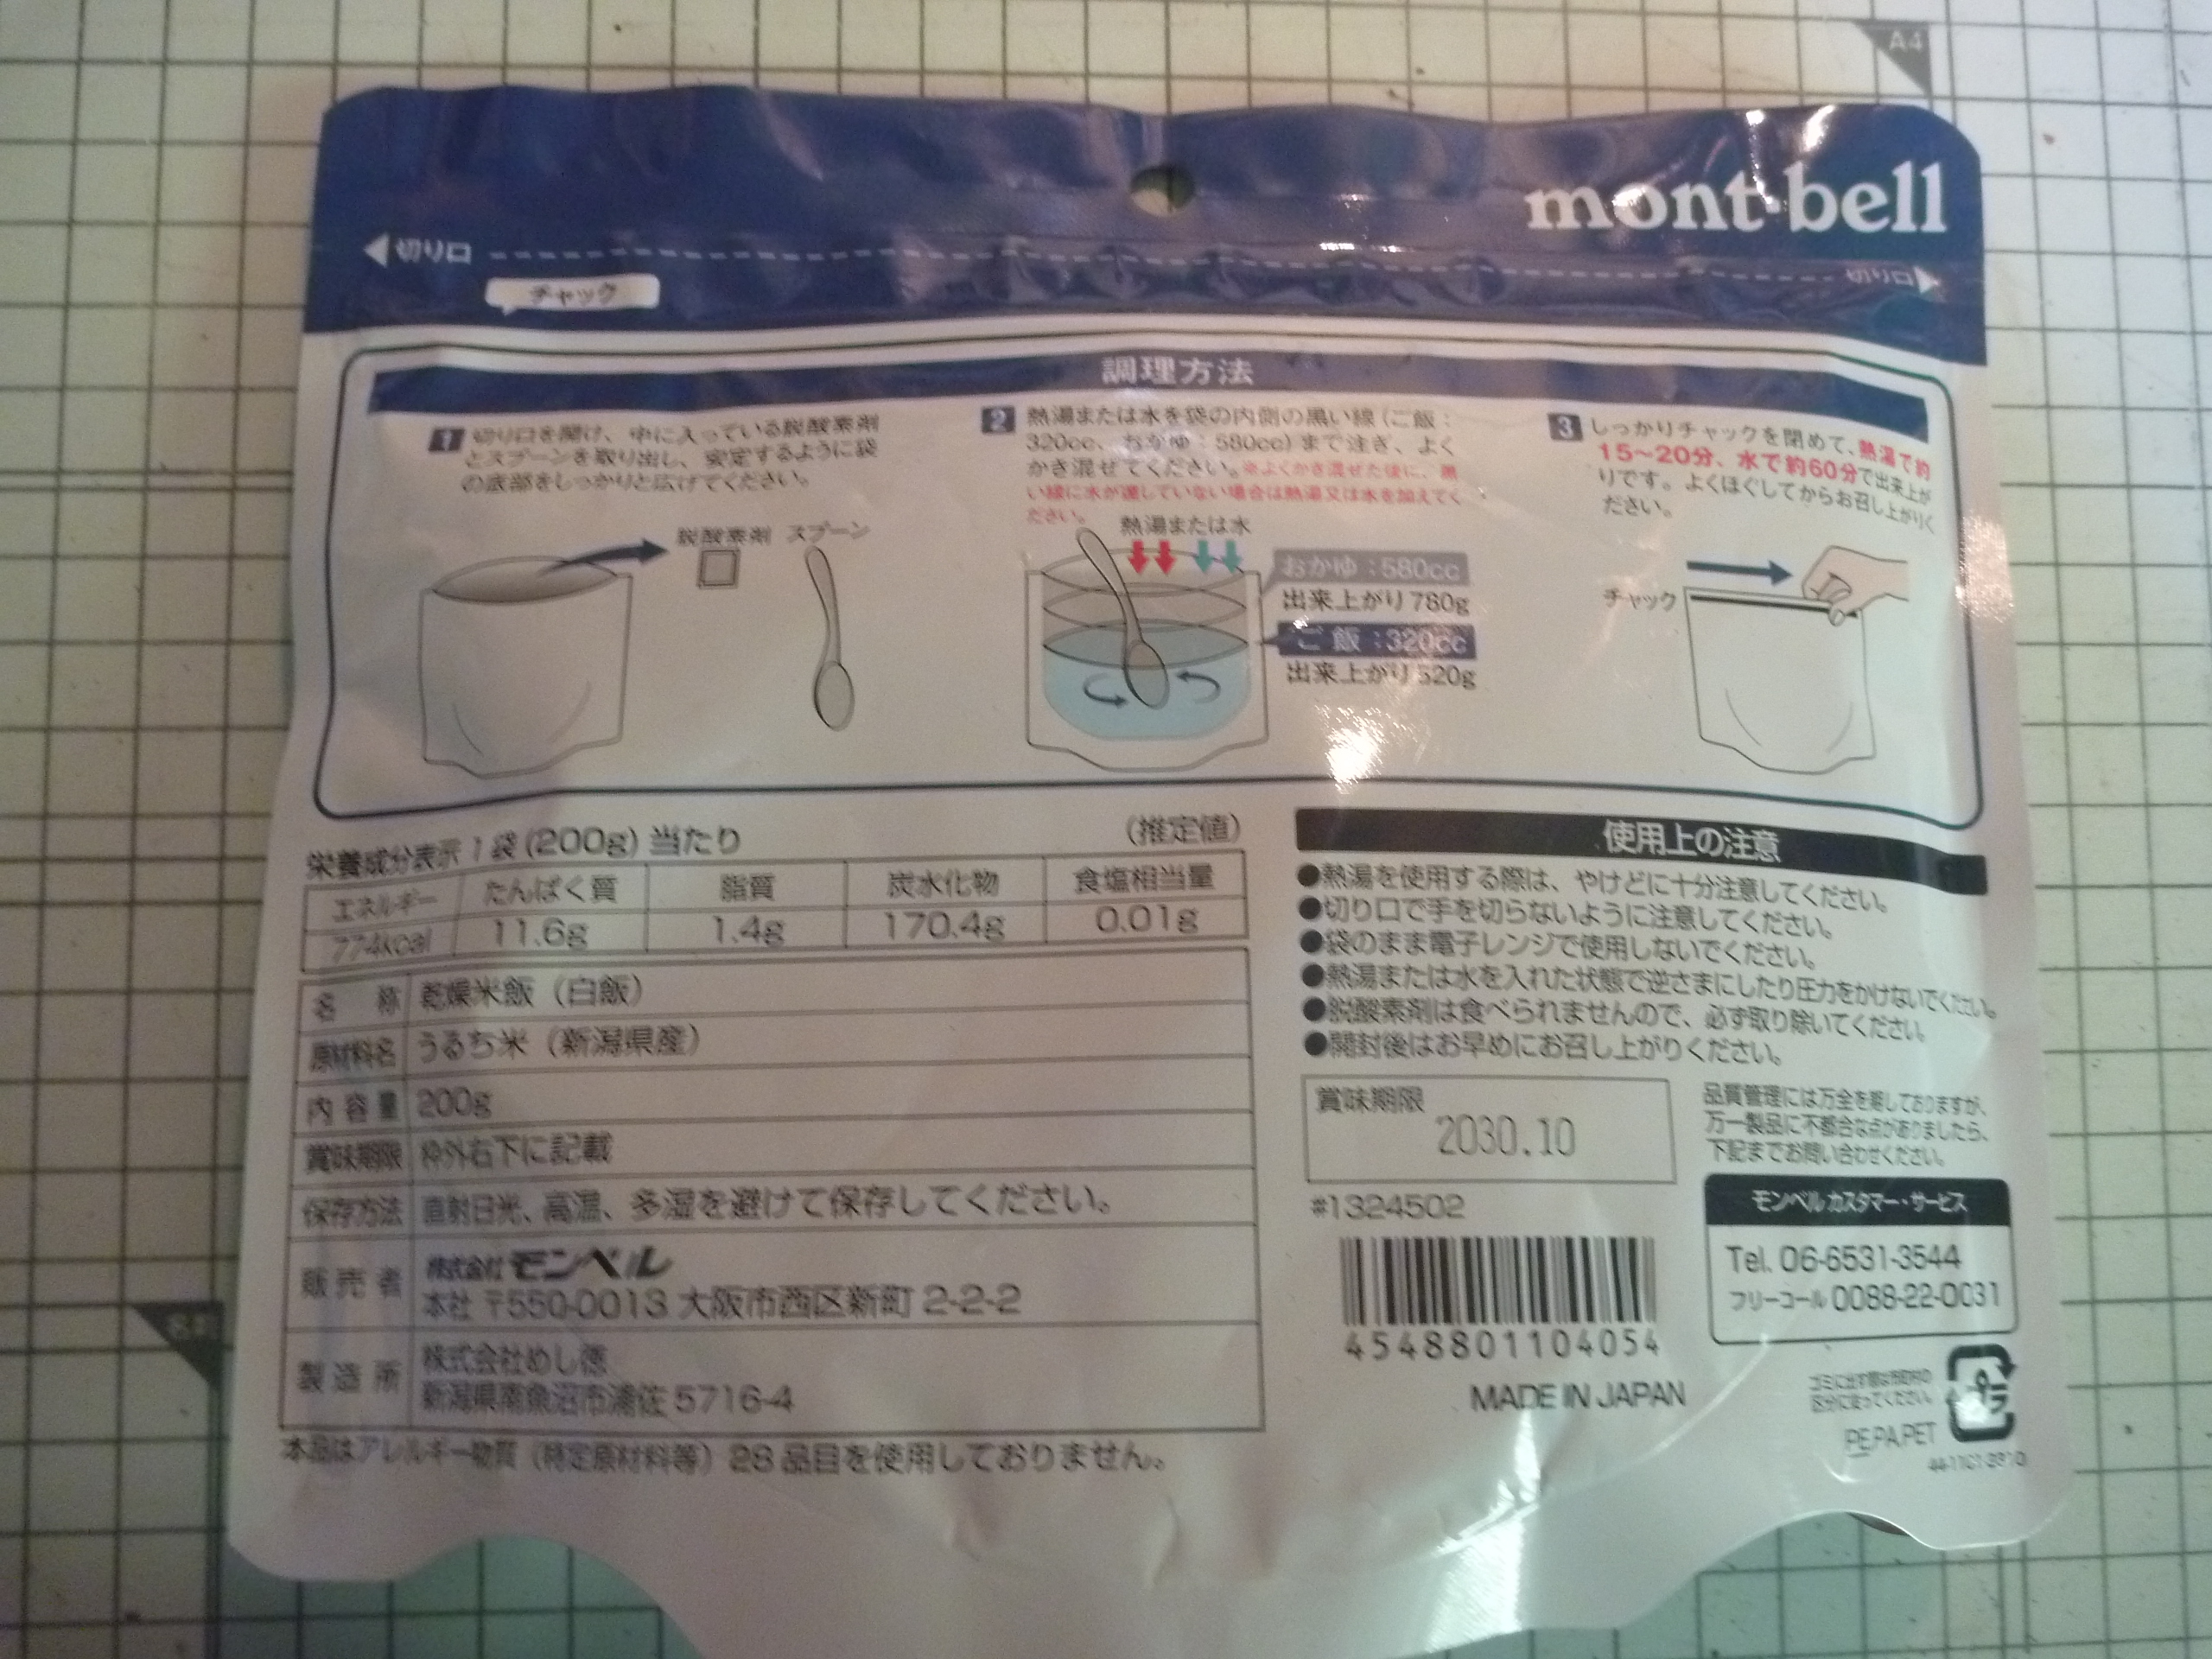 A4
mont-bell
切り口
切り口
チャック
調理方法
1 切り口を開け、中に入っている脱酸素剤
とスプーンを取り出し、安定するように袋
の底部をしっかりと広げてください。
脱酸素剤 スプーン
2 熱湯または水を袋の内側の黒い線(ご飯:
320cc、おかゆ:580cc)まで注ぎ、よく
かき混ぜてください。※よくかき混ぜた後に、黒
い線に水が達していない場合は熱湯又は水を加えてく
ださい。
熱湯または水
おかゆ:580cc
出来上がり780g
ご飯:320cc
出来上がり520g
3 しっかりチャックを閉めて、熱湯で約
15~20分、水で約60分で出来上が
りです。よくほぐしてからお召し上がりく
ださい。
チャック
栄養成分表示1袋(200g)当たり (推定値)
エネルギー たんぱく質 脂質 炭水化物 食塩相当量
774kcal 11.6g 1.4g 170.4g 0.01g
名称 乾燥米飯(白飯)
原材料名 うるち米(新潟県産)
内容量 200g
賞味期限 枠外右下に記載
保存方法 直射日光、高温、多湿を避けて保存してください。
販売者 株式会社モンベル
本社 〒550-0013 大阪市西区新町 2-2-2
製造所 株式会社めし徳
新潟県南魚沼市浦佐 5716-4
本品はアレルギー物質(特定原材料等)28品目を使用しておりません。
使用上の注意
●熱湯を使用する際は、やけどに十分注意してください。
●切り口で手を切らないように注意してください。
●袋のまま電子レンジで使用しないでください。
●熱湯または水を入れた状態で逆さまにしたり圧力をかけないでください。
●脱酸素剤は食べられませんので、必ず取り除いてください。
●開封後はお早めにお召し上がりください。
賞味期限
2030.10
#1324502
4548801104054
MADE IN JAPAN
品質管理には万全を期しておりますが、
万一製品に不都合な点がありましたら、
下記までお問い合わせください。
モンベル カスタマー・サービス
Tel. 06-6531-3544
フリーコール 0088-22-0031
ゴミに出す際は市町村の
区分に従ってください。
プラ
PE,PA,PET